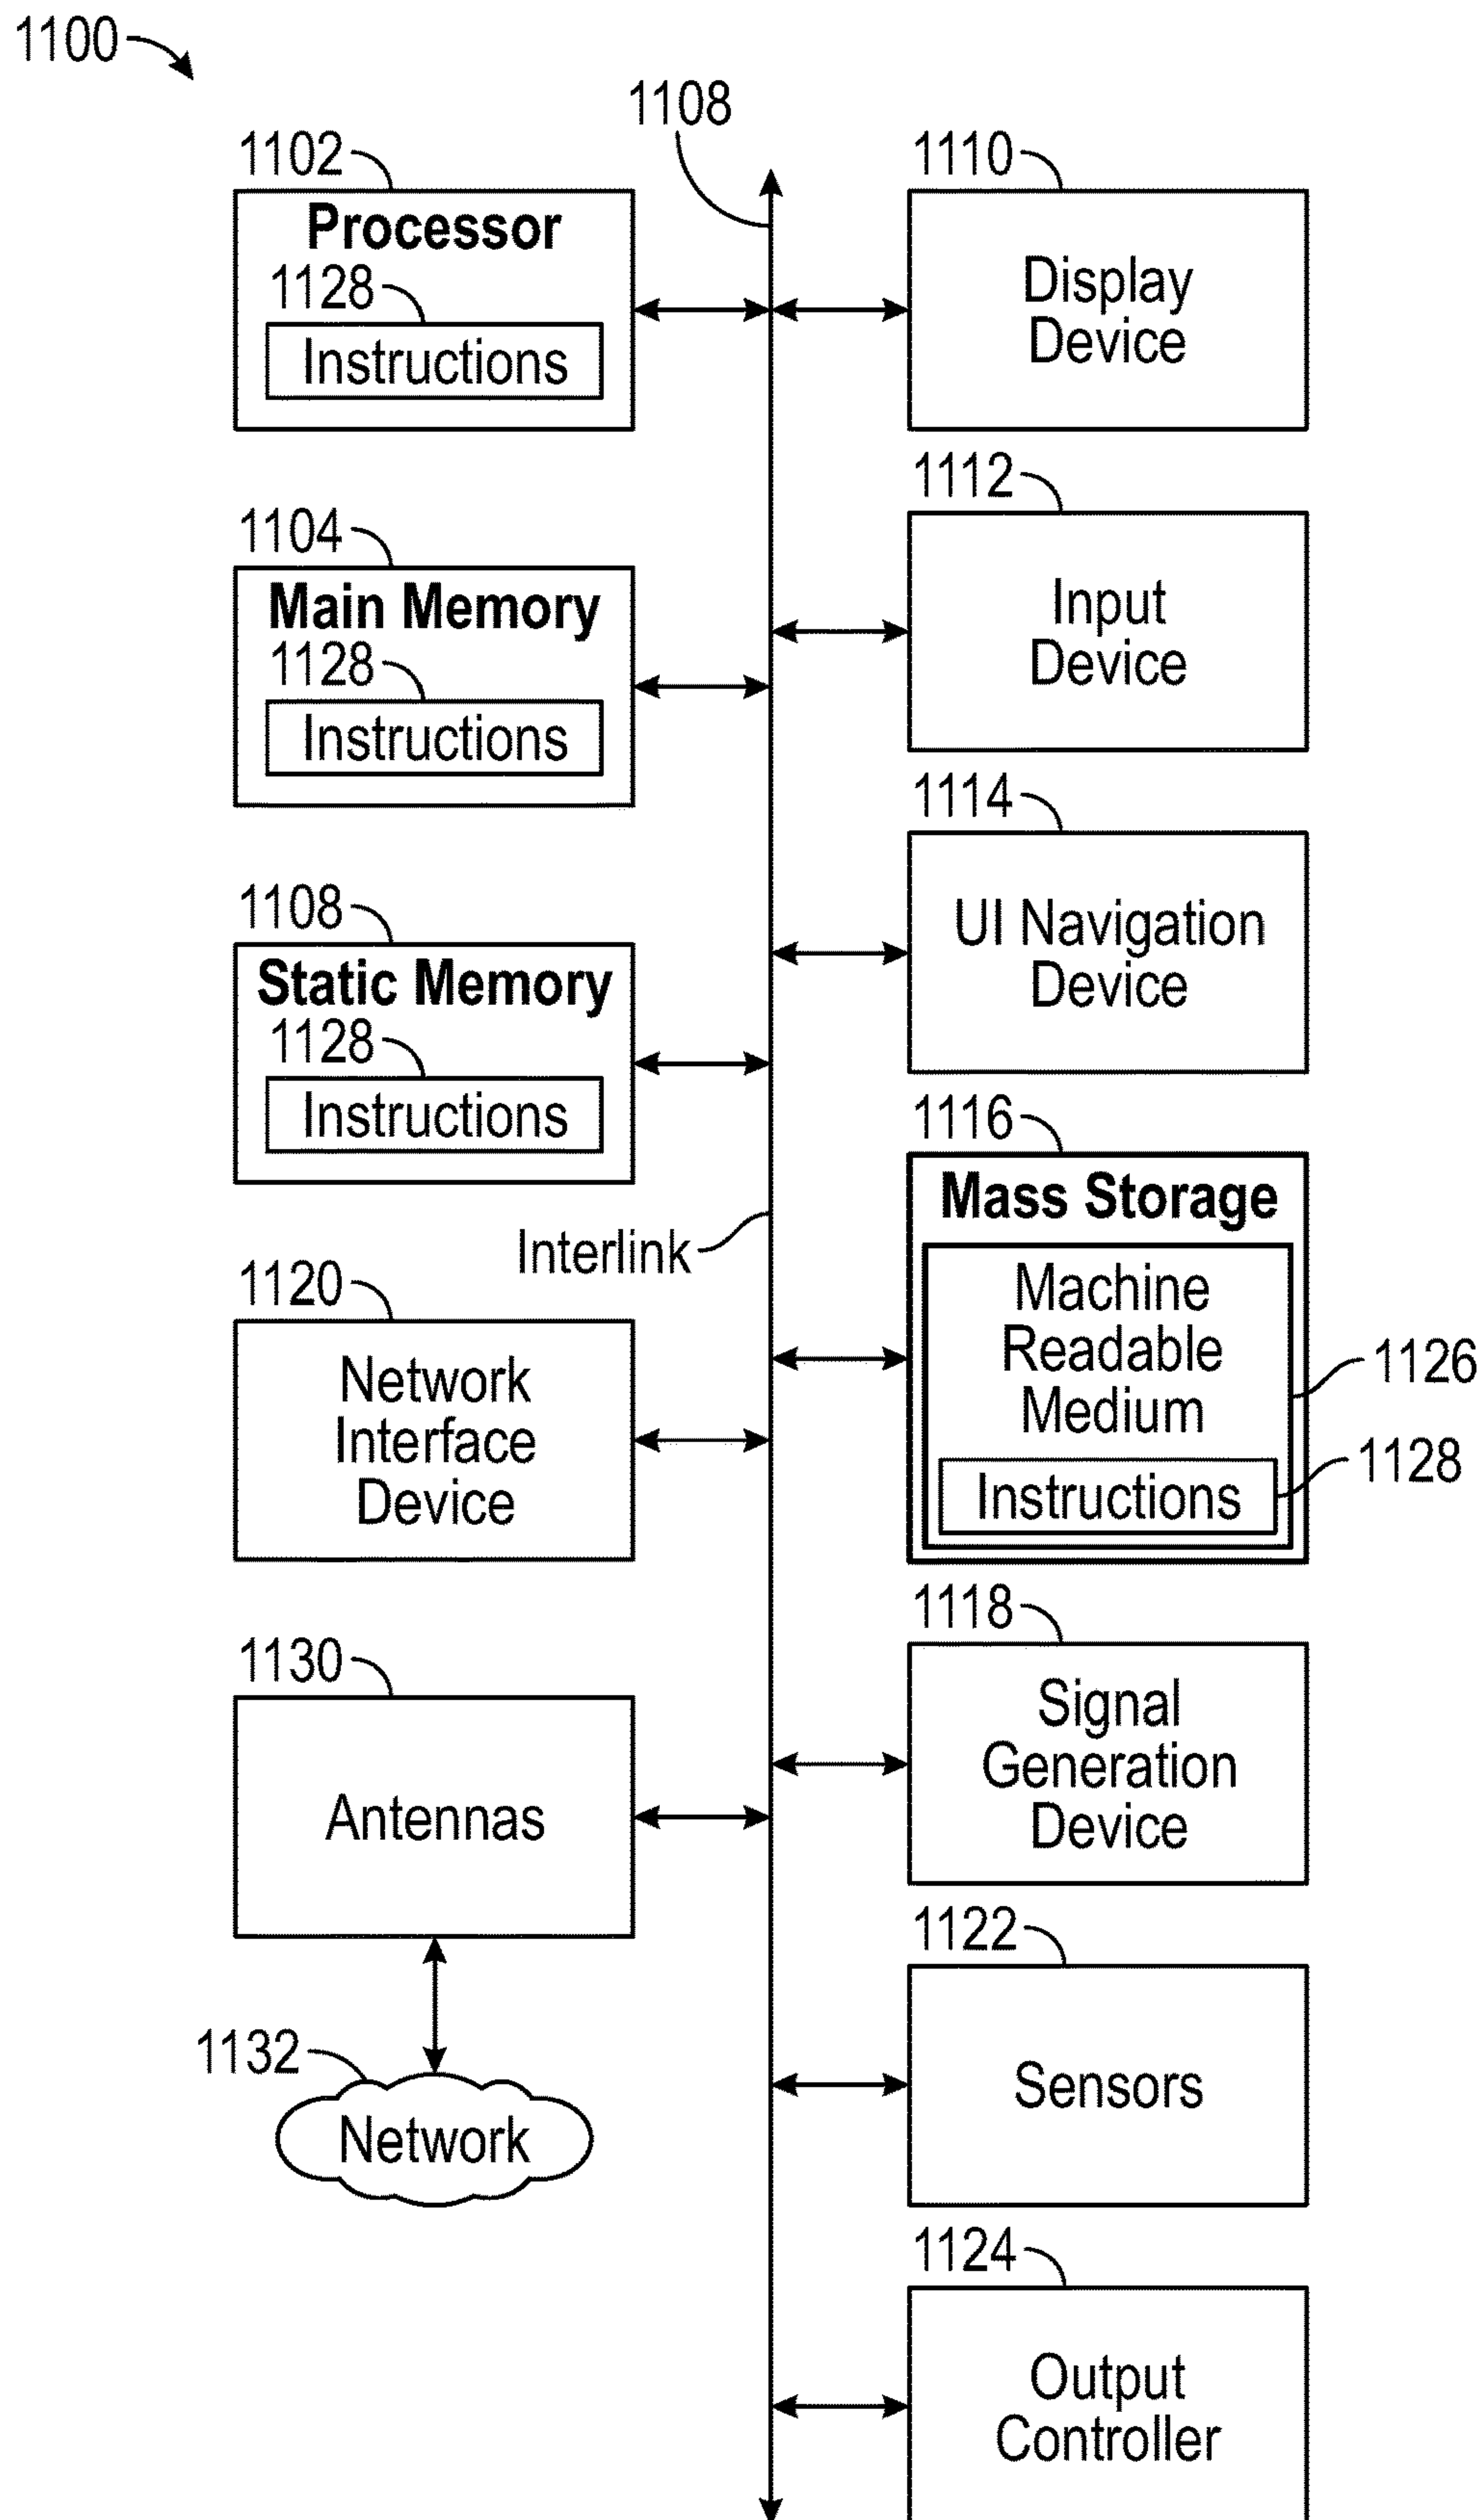 1100
1108
1102
Processor
1128
Instructions
1110
Display
Device
1104
Main Memory
1128
Instructions
1112
Input
Device
1108
Static Memory
1128
Instructions
1114
UI Navigation
Device
Interlink
1116
Mass Storage
Machine
Readable
Medium
1126
Instructions
1128
1120
Network
Interface
Device
1118
Signal
Generation
Device
1130
Antennas
1122
Sensors
1132
Network
1124
Output
Controller